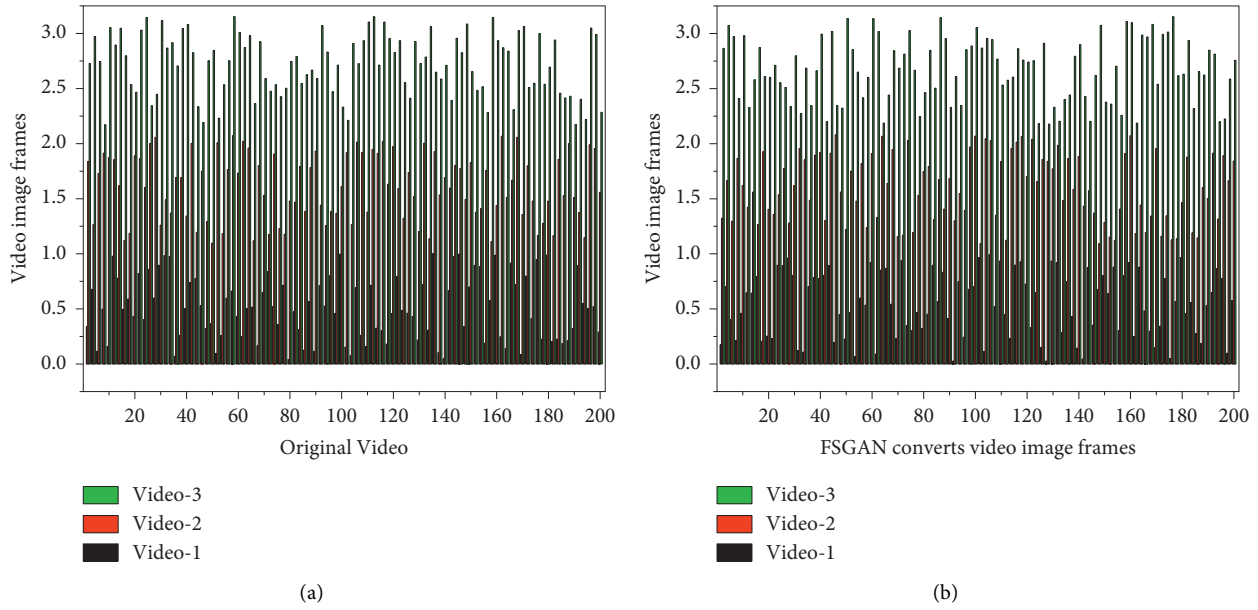 3.0
2.5
2.0
1.5
1.0
0.5
0.0
Video image frames
20 40 60 80 100 120 140 160 180 200
Original Video
Video-3
Video-2
Video-1
(a)
3.0
2.5
2.0
1.5
1.0
0.5
0.0
Video image frames
20 40 60 80 100 120 140 160 180 200
FSGAN converts video image frames
Video-3
Video-2
Video-1
(b)